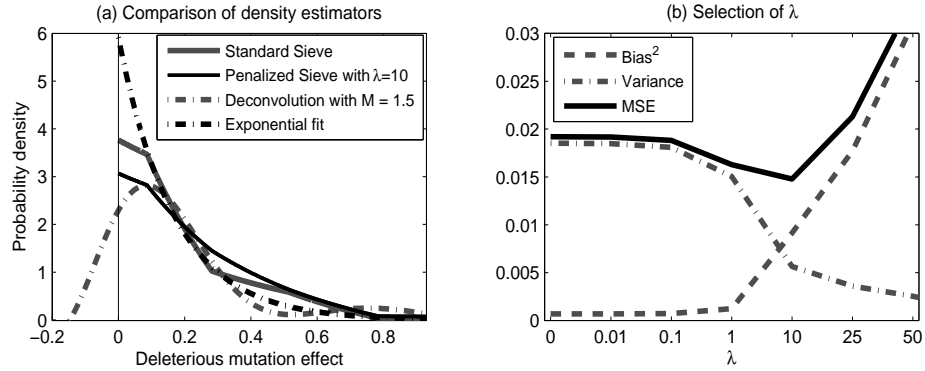 (a) Comparison of density estimators
6
5
4
3
2
1
0
Probability density
Standard Sieve
Penalized Sieve with λ=10
Deconvolution with M = 1.5
Exponential fit
−0.2
0
0.2
0.4
0.6
0.8
Deleterious mutation effect
(b) Selection of λ
0.03
0.025
0.02
0.015
0.01
0.005
0
Bias²
Variance
MSE
0
0.01
0.1
1
10
25
50
λ